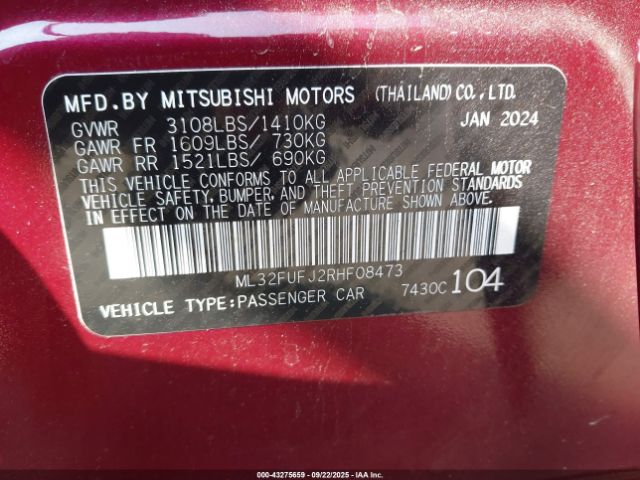 MFD.BY MITSUBISHI MOTORS (THAILAND) CO., LTD.
GVWR 3108LBS/1410KG JAN 2024
GAWR FR 1609LBS/ 730KG
GAWR RR 1521LBS/ 690KG
THIS VEHICLE CONFORMS TO ALL APPLICABLE FEDERAL MOTOR
VEHICLE SAFETY, BUMPER, AND THEFT PREVENTION STANDARDS
IN EFFECT ON THE DATE OF MANUFACTURE SHOWN ABOVE.
ML32FUFJ2RHF08473
VEHICLE TYPE:PASSENGER CAR 7430C 104
000-43275659 - 09/22/2025 - IAAI.COM